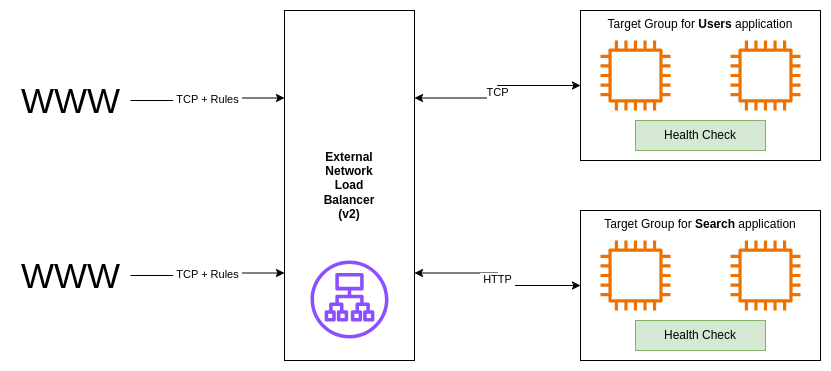 Target Group for Users application
WWW
TCP + Rules
TCP
Health Check
External
Network
Load
Balancer
(v2)
Target Group for Search application
WWW
TCP + Rules
HTTP
Health Check